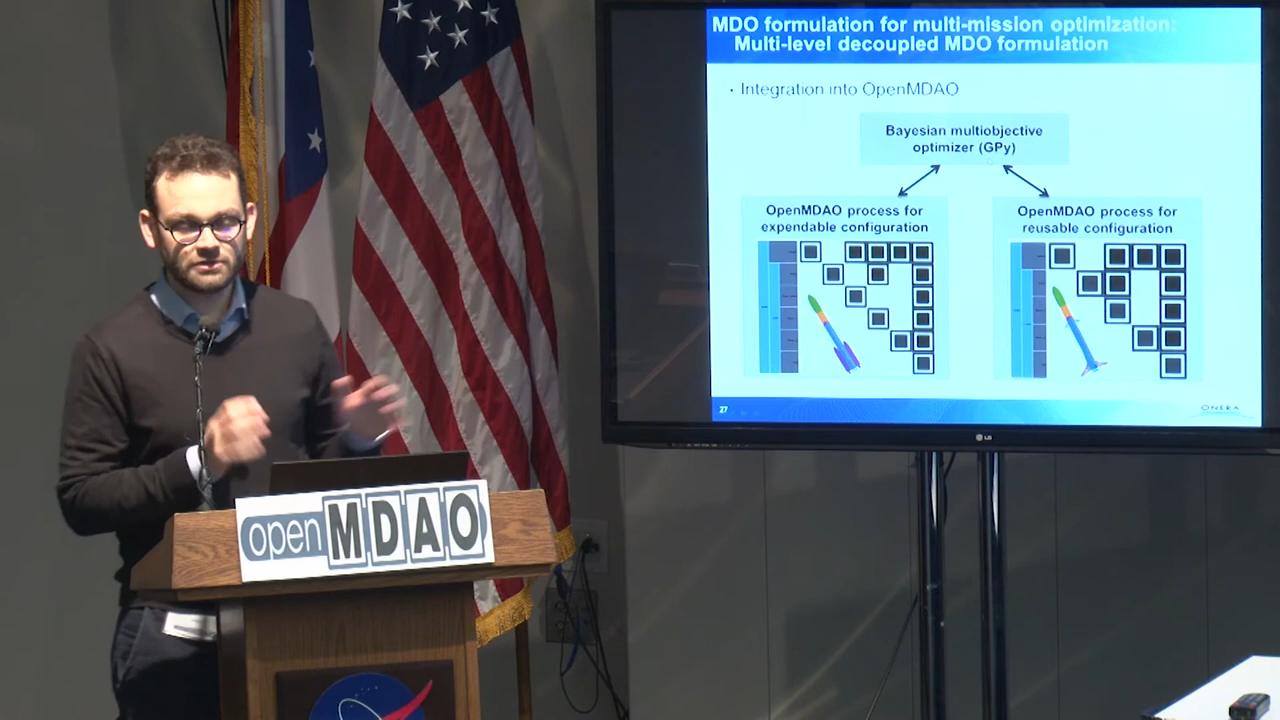 MDO formulation for multi-mission optimization:
Multi-level decoupled MDO formulation
· Integration into OpenMDAO
Bayesian multiobjective
optimizer (GPy)
OpenMDAO process for
expendable configuration
OpenMDAO process for
reusable configuration
27
ONERA
LG
openMDAO